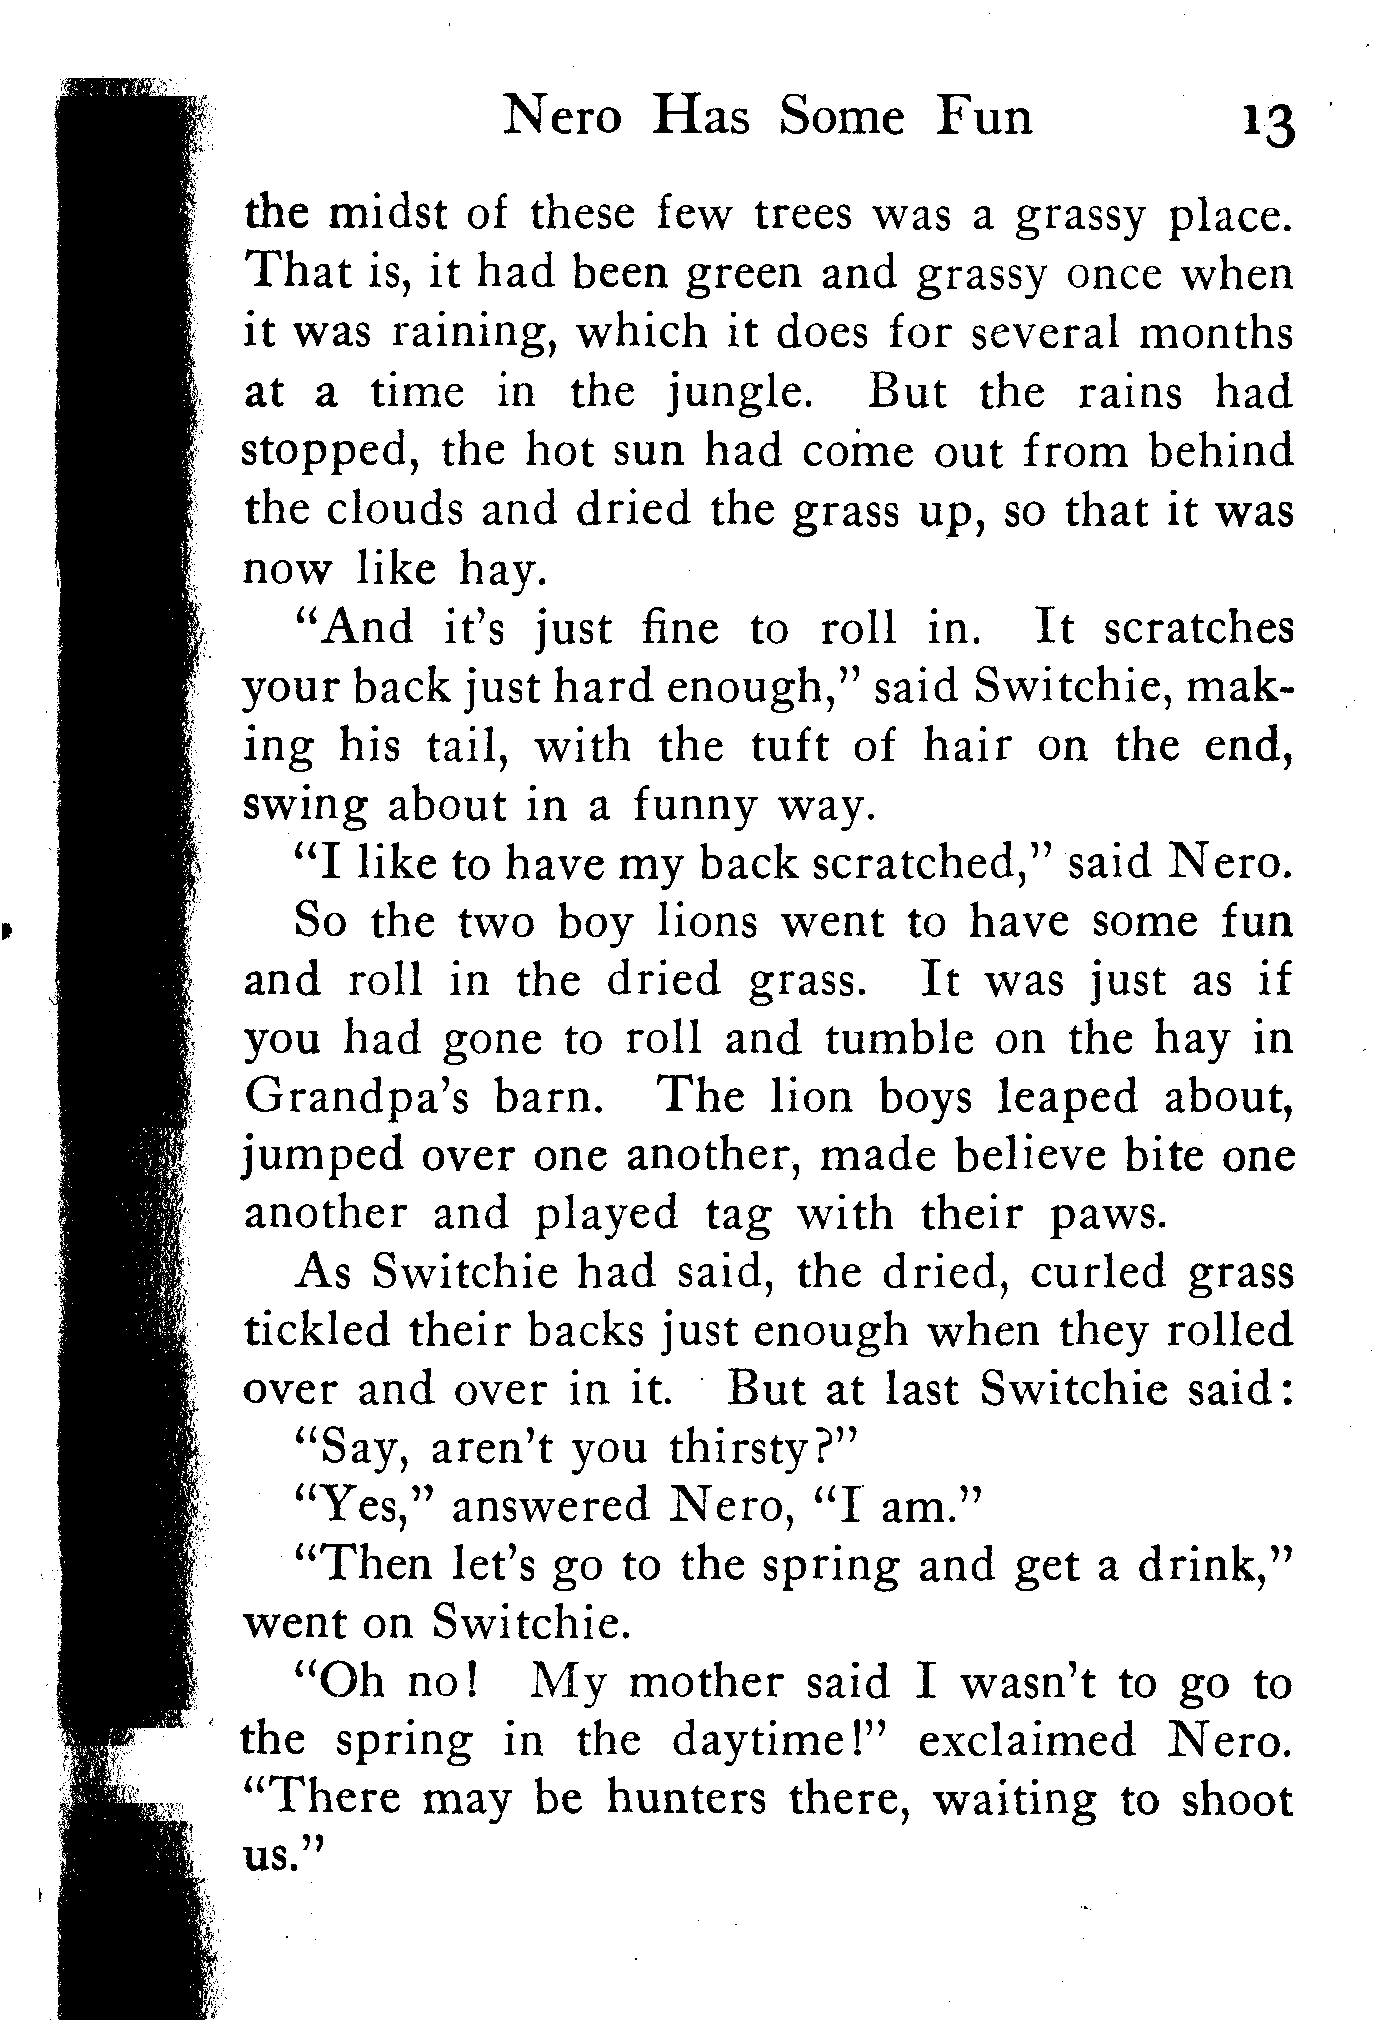 Nero Has Some Fun 13
the midst of these few trees was a grassy place.
That is, it had been green and grassy once when
it was raining, which it does for several months
at a time in the jungle. But the rains had
stopped, the hot sun had come out from behind
the clouds and dried the grass up, so that it was
now like hay.
“And it’s just fine to roll in. It scratches
your back just hard enough,” said Switchie, mak-
ing his tail, with the tuft of hair on the end,
swing about in a funny way.
“I like to have my back scratched,” said Nero.
So the two boy lions went to have some fun
and roll in the dried grass. It was just as if
you had gone to roll and tumble on the hay in
Grandpa’s barn. The lion boys leaped about,
jumped over one another, made believe bite one
another and played tag with their paws.
As Switchie had said, the dried, curled grass
tickled their backs just enough when they rolled
over and over in it. But at last Switchie said:
“Say, aren’t you thirsty?”
“Yes,” answered Nero, “I am.”
“Then let’s go to the spring and get a drink,”
went on Switchie.
“Oh no! My mother said I wasn’t to go to
the spring in the daytime!” exclaimed Nero.
“There may be hunters there, waiting to shoot
us.”